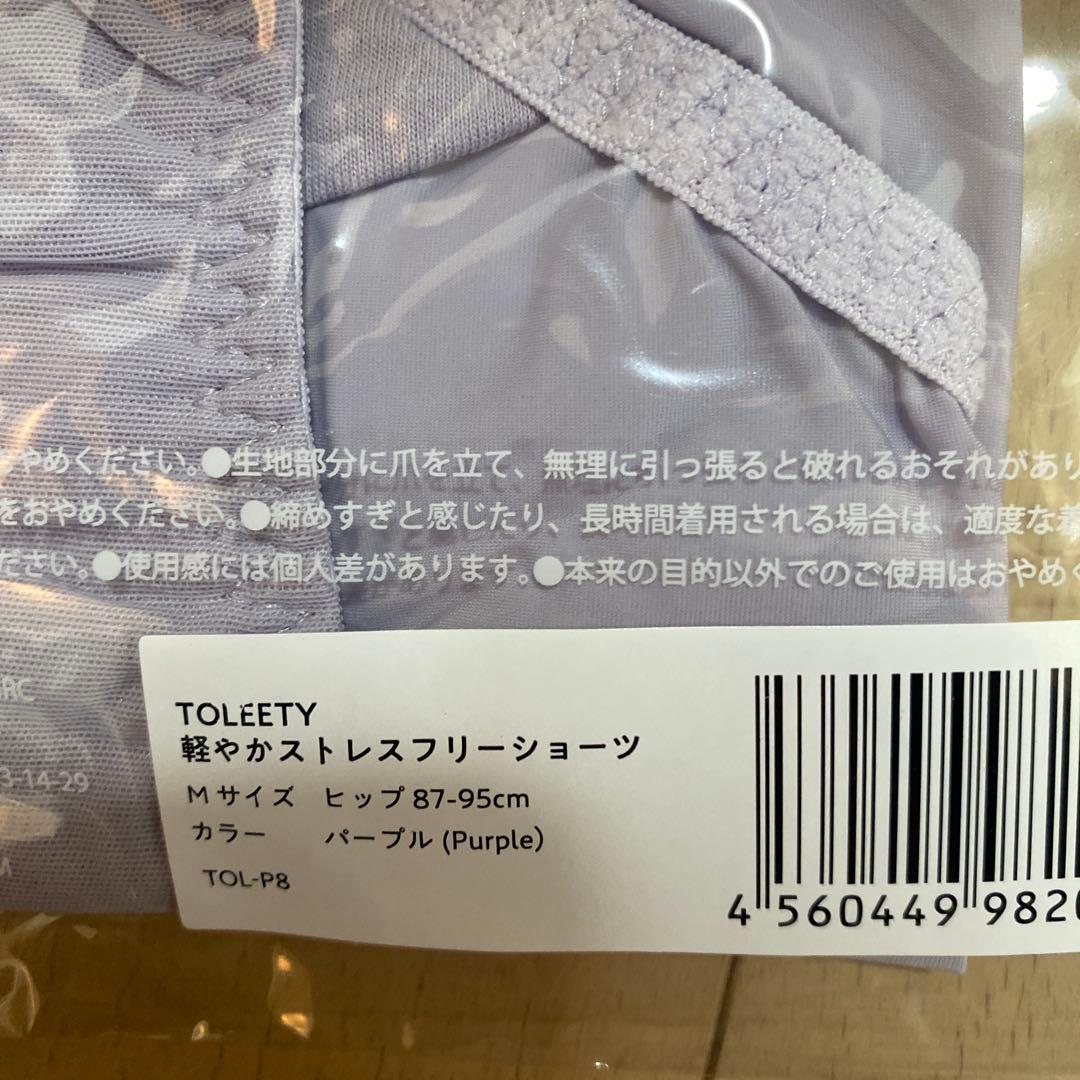 やめください。●生地部分に爪を立て、無理に引っ張ると破れるおそれがあり
をおやめください。●締めすぎと感じたり、長時間着用される場合は、適度な着
ださい。●使用感には個人差があります。●本来の目的以外でのご使用はおやめく
RC
3-14-29
M
TOLEETY
軽やかストレスフリーショーツ
Mサイズ ヒップ 87-95cm
カラー パープル (Purple)
TOL-P8
4 560449 982